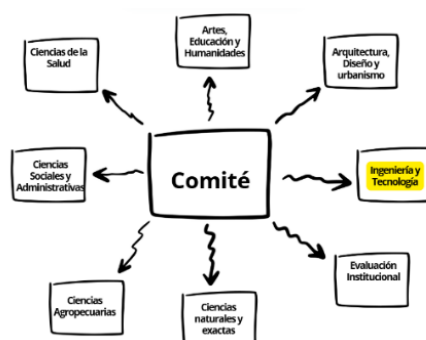 Artes,
Educación y
Humanidades
Ciencias de la
Salud
Arquitectura,
Diseño y
urbanismo
Ciencias
Sociales y
Administrativas
Comité
Ingeniería y
Tecnología
Evaluación
Institucional
Ciencias
Agropecuarias
Ciencias
naturales y
exactas